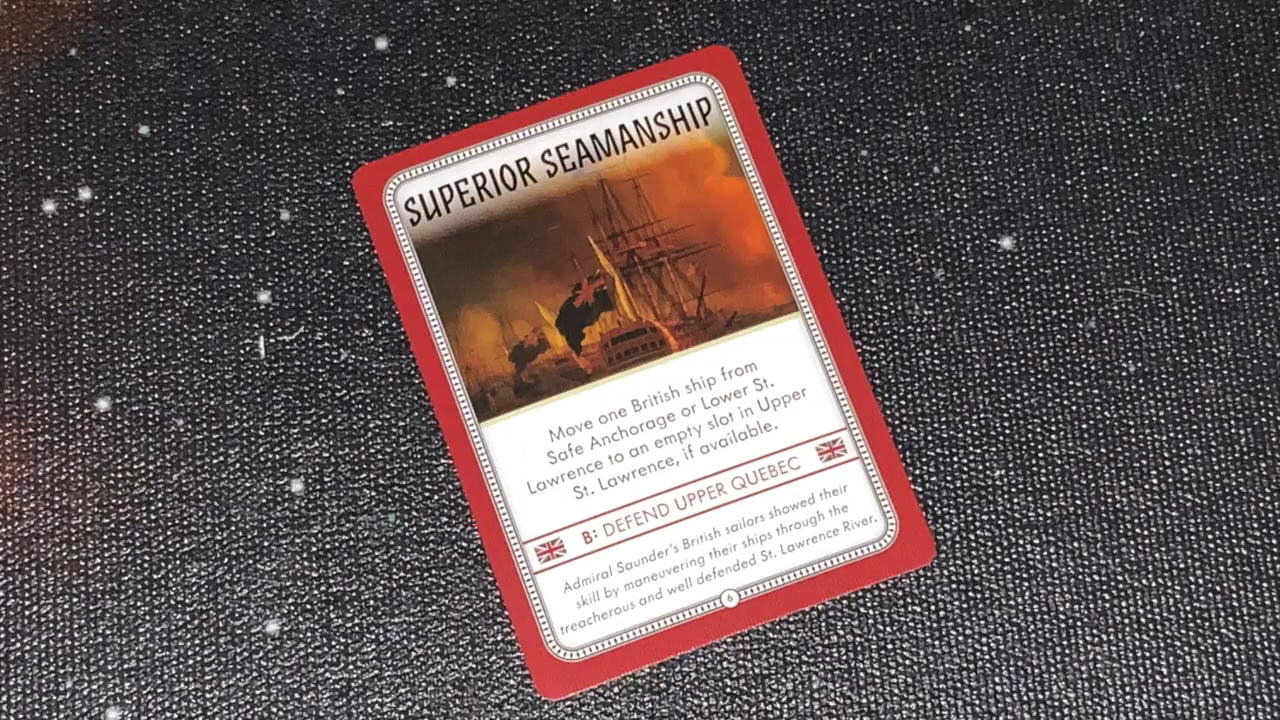 SUPERIOR SEAMANSHIP
Move one British ship from
Safe Anchorage or Lower St.
Lawrence to an empty slot in Upper
St. Lawrence, if available.
B: DEFEND UPPER QUEBEC
Admiral Saunder's British sailors showed their
skill by maneuvering their ships through the
treacherous and well defended St. Lawrence River.
6